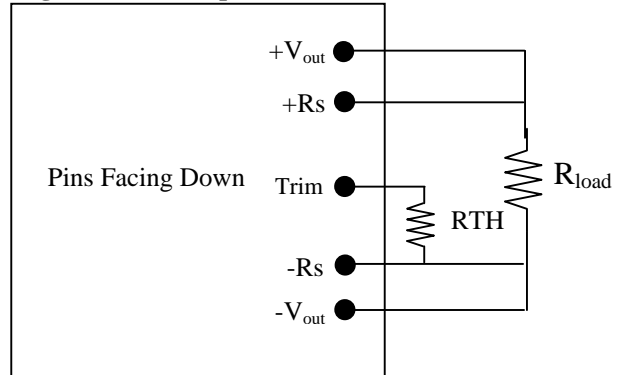 +Vout
+Rs
Pins Facing Down
Trim
Rload
RTH
-Rs
-Vout